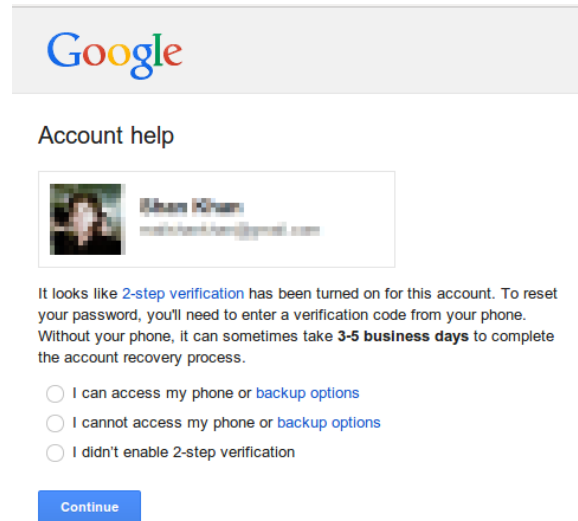 Google
Account help
It looks like 2-step verification has been turned on for this account. To reset
your password, you'll need to enter a verification code from your phone.
Without your phone, it can sometimes take 3-5 business days to complete
the account recovery process.
I can access my phone or backup options
I cannot access my phone or backup options
I didn't enable 2-step verification
Continue